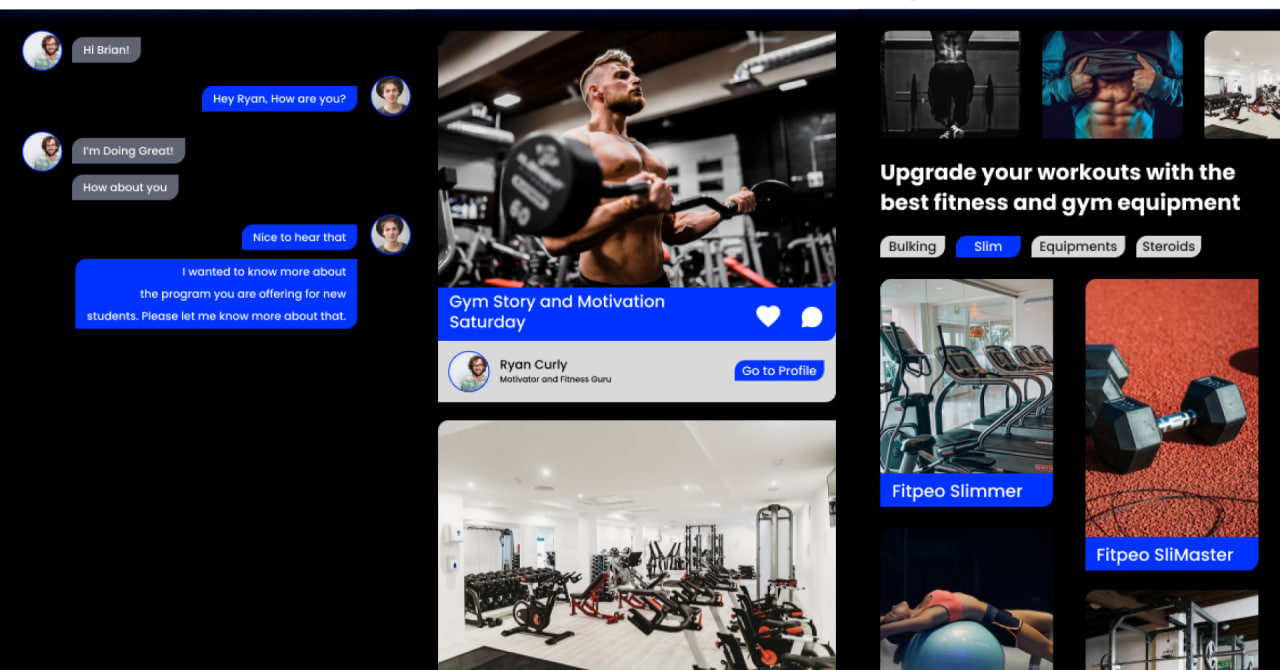 Hi Brian!
Hey Ryan, How are you?
I'm Doing Great!
How about you
Nice to hear that
I wanted to know more about
the program you are offering for new
students. Please let me know more about that.
60
Gym Story and Motivation
Saturday
Ryan Curly
Motivator and Fitness Guru
Go to Profile
Upgrade your workouts with the
best fitness and gym equipment
Bulking
Slim
Equipments
Steroids
Fitpeo Slimmer
Fitpeo SliMaster